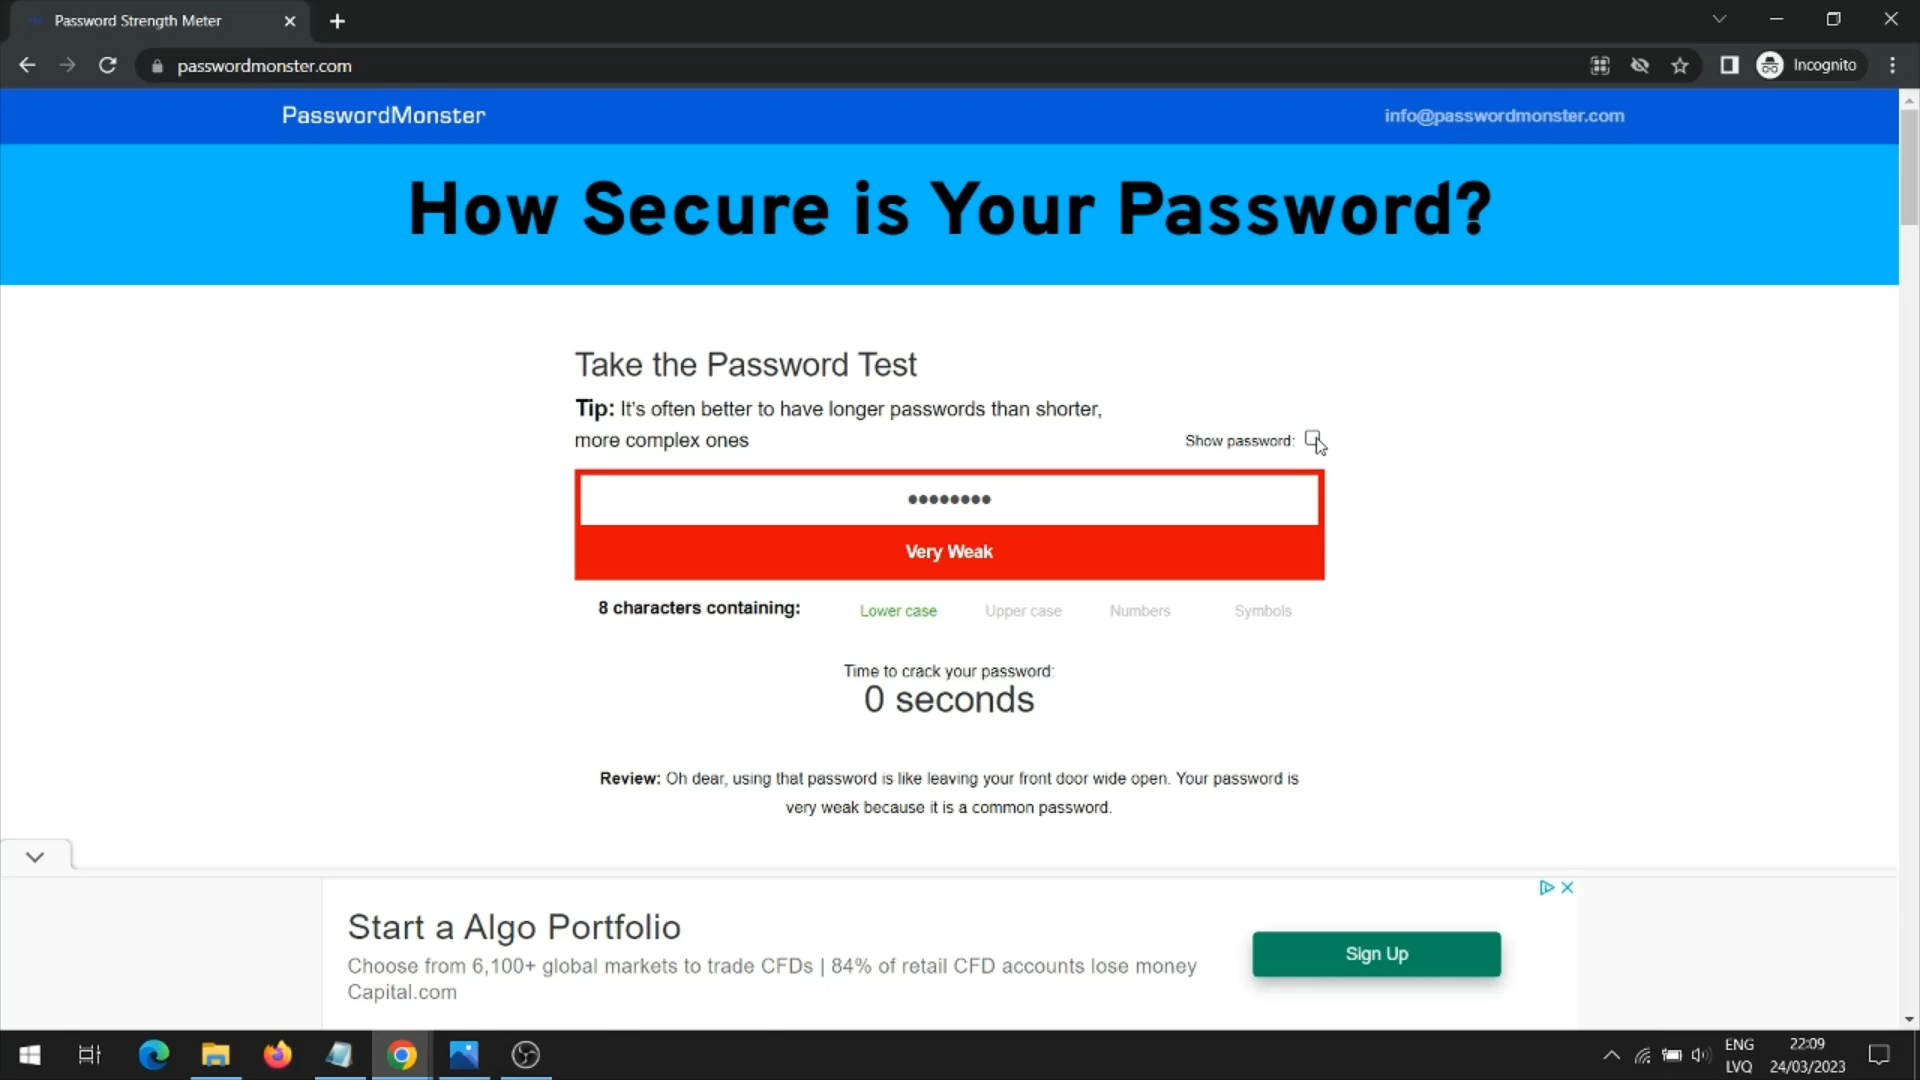 Password Strength Meter
passwordmonster.com
Incognito
PasswordMonster
info@passwordmonster.com
How Secure is Your Password?
Take the Password Test
Tip: It's often better to have longer passwords than shorter,
more complex ones
Show password:
••••••••
Very Weak
8 characters containing:
Lower case
Upper case
Numbers
Symbols
Time to crack your password:
0 seconds
Review: Oh dear, using that password is like leaving your front door wide open. Your password is
very weak because it is a common password.
Start a Algo Portfolio
Choose from 6,100+ global markets to trade CFDs | 84% of retail CFD accounts lose money
Capital.com
Sign Up
ENG
LVQ
22:09
24/03/2023